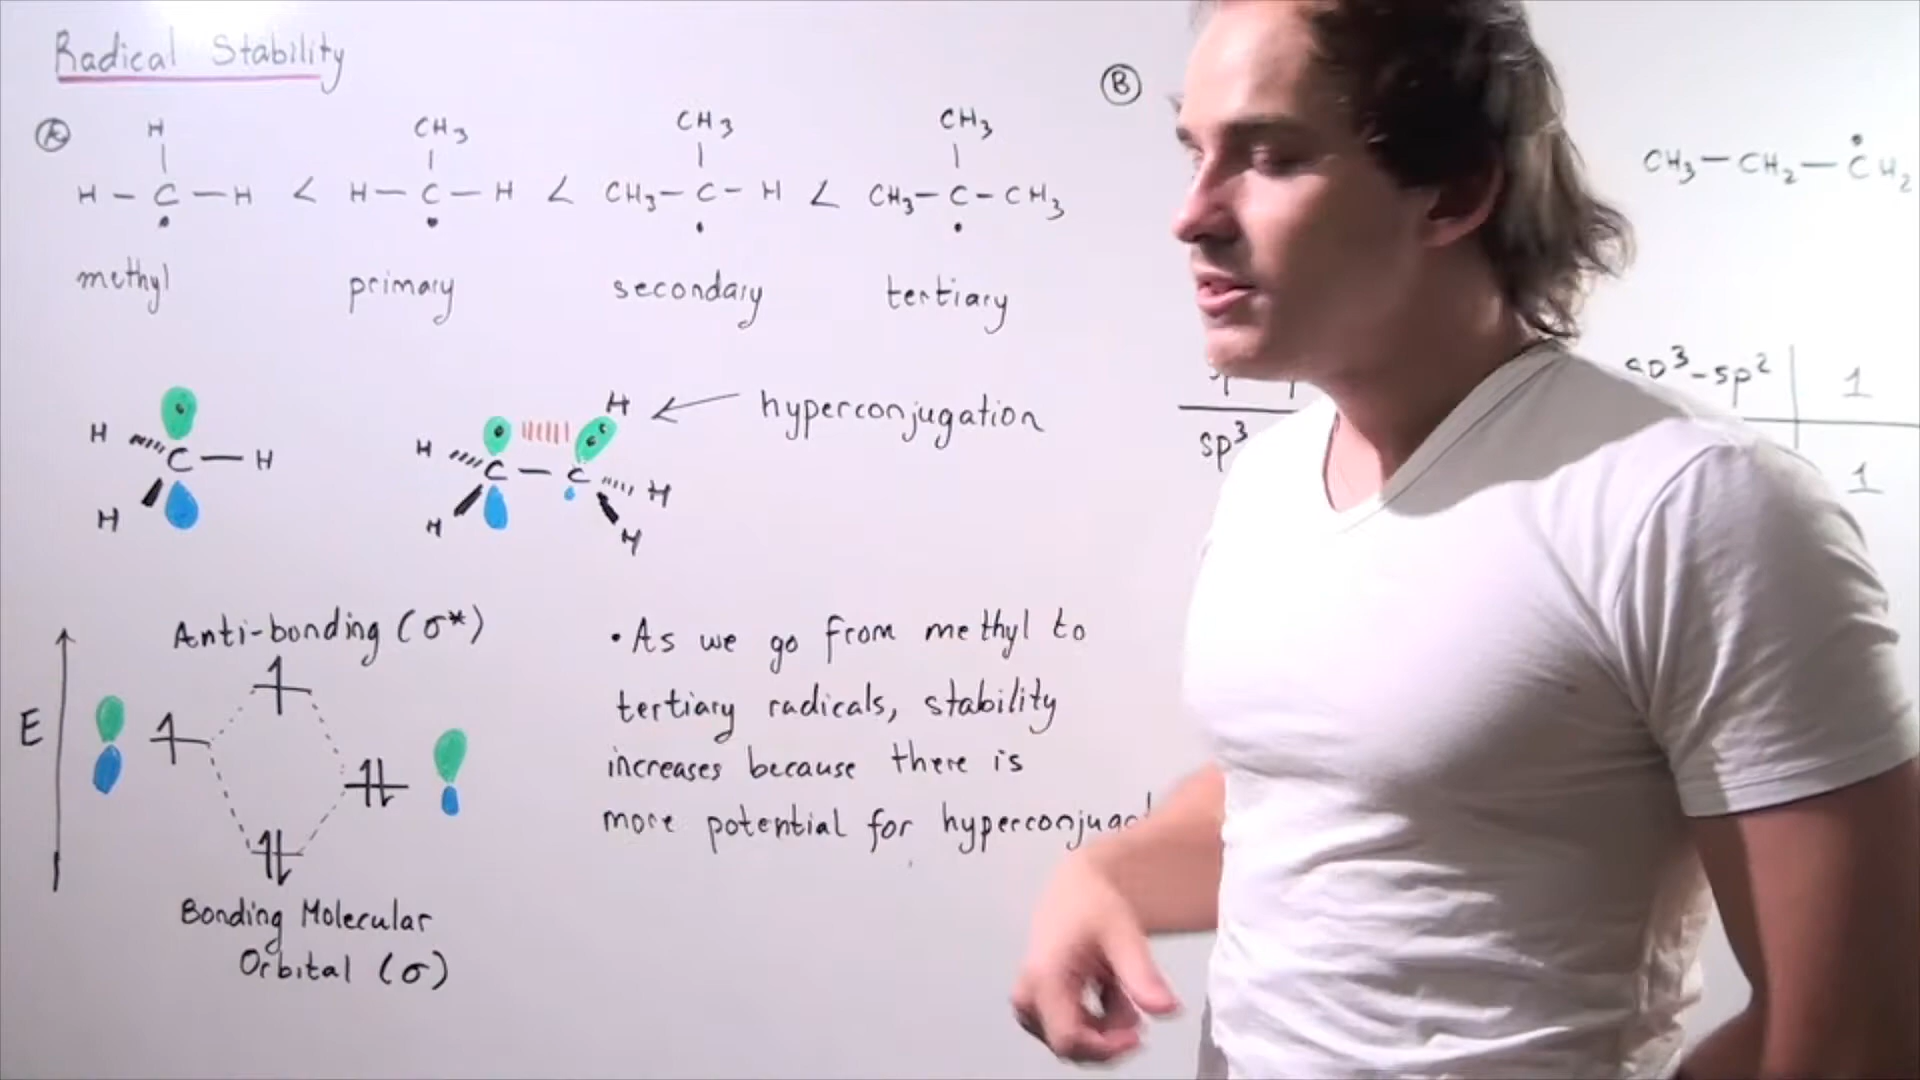 Radical Stability
A
H
H — C — H < H — C — H < CH3 — C — H < CH3 — C — CH3
CH3 CH3 CH3
methyl primary secondary tertiary
H H C H
H H C — C H H H
hyperconjugation
Anti-bonding (σ*)
E
Bonding Molecular
Orbital (σ)
• As we go from methyl to
tertiary radicals, stability
increases because there is
more potential for
B
CH3 — CH2 — ĊH2
sp3-sp2 1
sp3
1